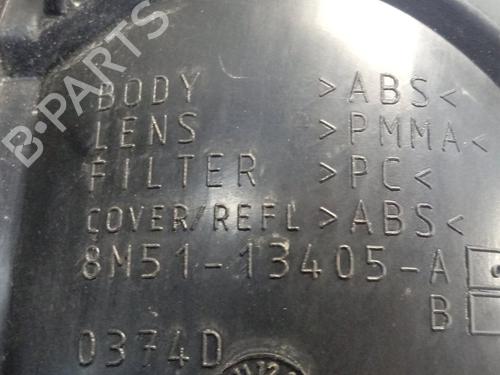 BODY >ABS<
LENS >PMMA<
FILTER >PC<
COVER/REFL >ABS<
8M51-13405-A
B
0374D
B-PARTS